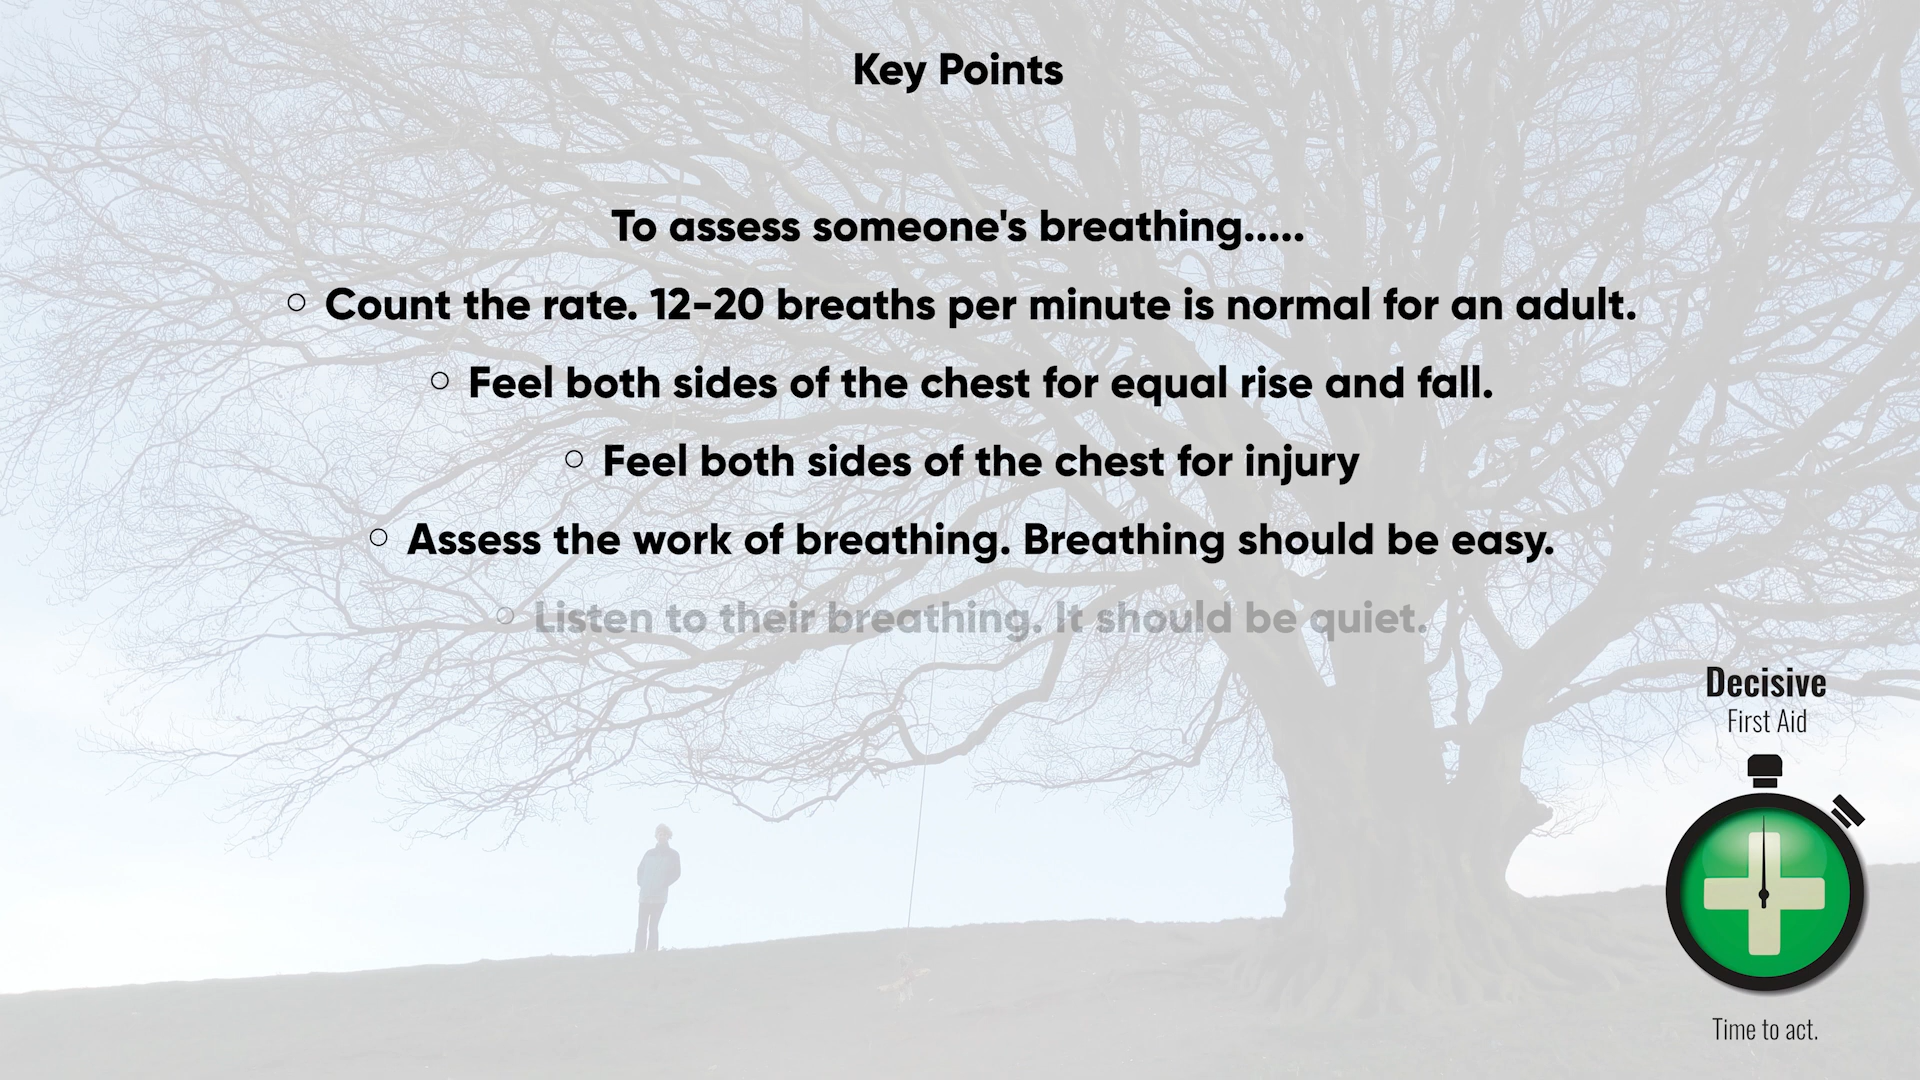 Key Points
To assess someone's breathing.....
○ Count the rate. 12-20 breaths per minute is normal for an adult.
○ Feel both sides of the chest for equal rise and fall.
○ Feel both sides of the chest for injury
○ Assess the work of breathing. Breathing should be easy.
○ Listen to their breathing. It should be quiet.
Decisive
First Aid
Time to act.